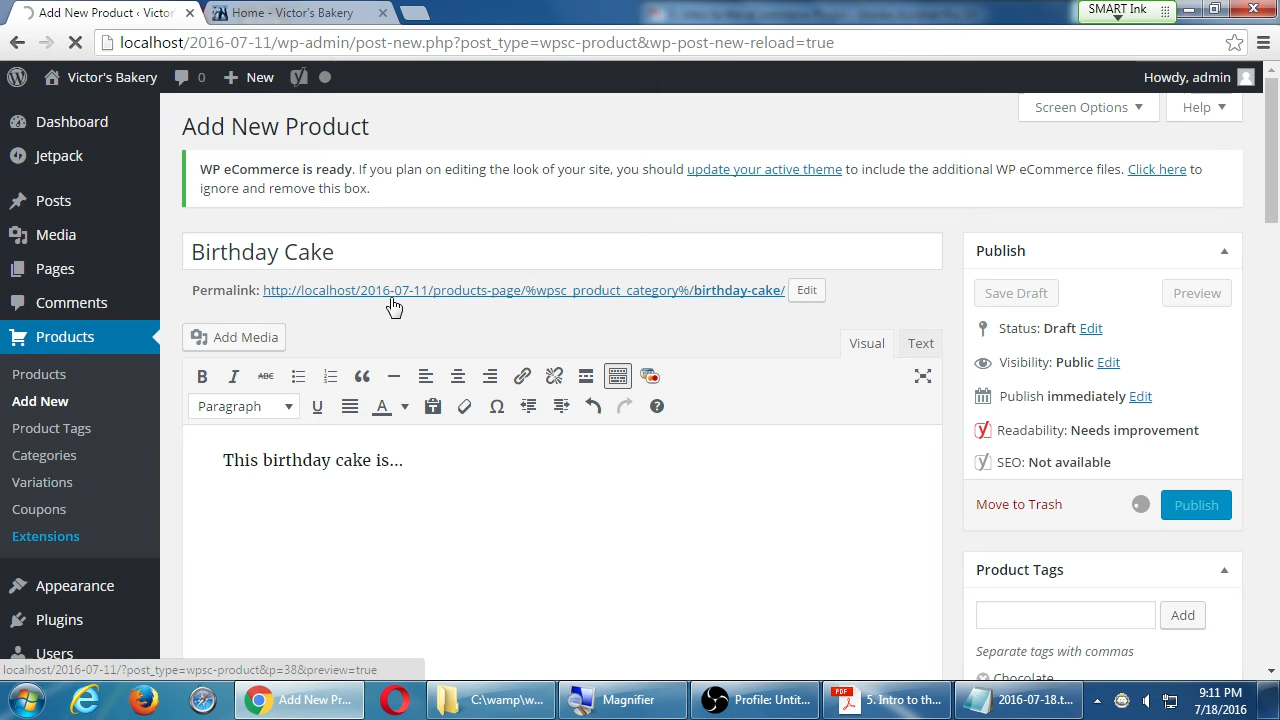 Add New Product ‹ Victor
Home - Victor's Bakery
SMART Ink
localhost/2016-07-11/wp-admin/post-new.php?post_type=wpsc-product&wp-post-new-reload=true
Victor's Bakery
0
New
Howdy, admin
Dashboard
Jetpack
Posts
Media
Pages
Comments
Products
Products
Add New
Product Tags
Categories
Variations
Coupons
Extensions
Appearance
Plugins
Users
Screen Options
Help
Add New Product
WP eCommerce is ready. If you plan on editing the look of your site, you should update your active theme to include the additional WP eCommerce files. Click here to
ignore and remove this box.
Birthday Cake
Permalink: http://localhost/2016-07-11/products-page/%wpsc_product_category%/birthday-cake/ Edit
Add Media
Visual
Text
B I ABC
Paragraph
This birthday cake is...
Publish
Save Draft
Preview
Status: Draft Edit
Visibility: Public Edit
Publish immediately Edit
Readability: Needs improvement
SEO: Not available
Move to Trash
Publish
Product Tags
Add
Separate tags with commas
Chocolate
localhost/2016-07-11/?post_type=wpsc-product&p=38&preview=true
Add New Pr...
C:\wamp\w...
Magnifier
Profile: Untit...
5. Intro to th...
2016-07-18.t...
9:11 PM
7/18/2016